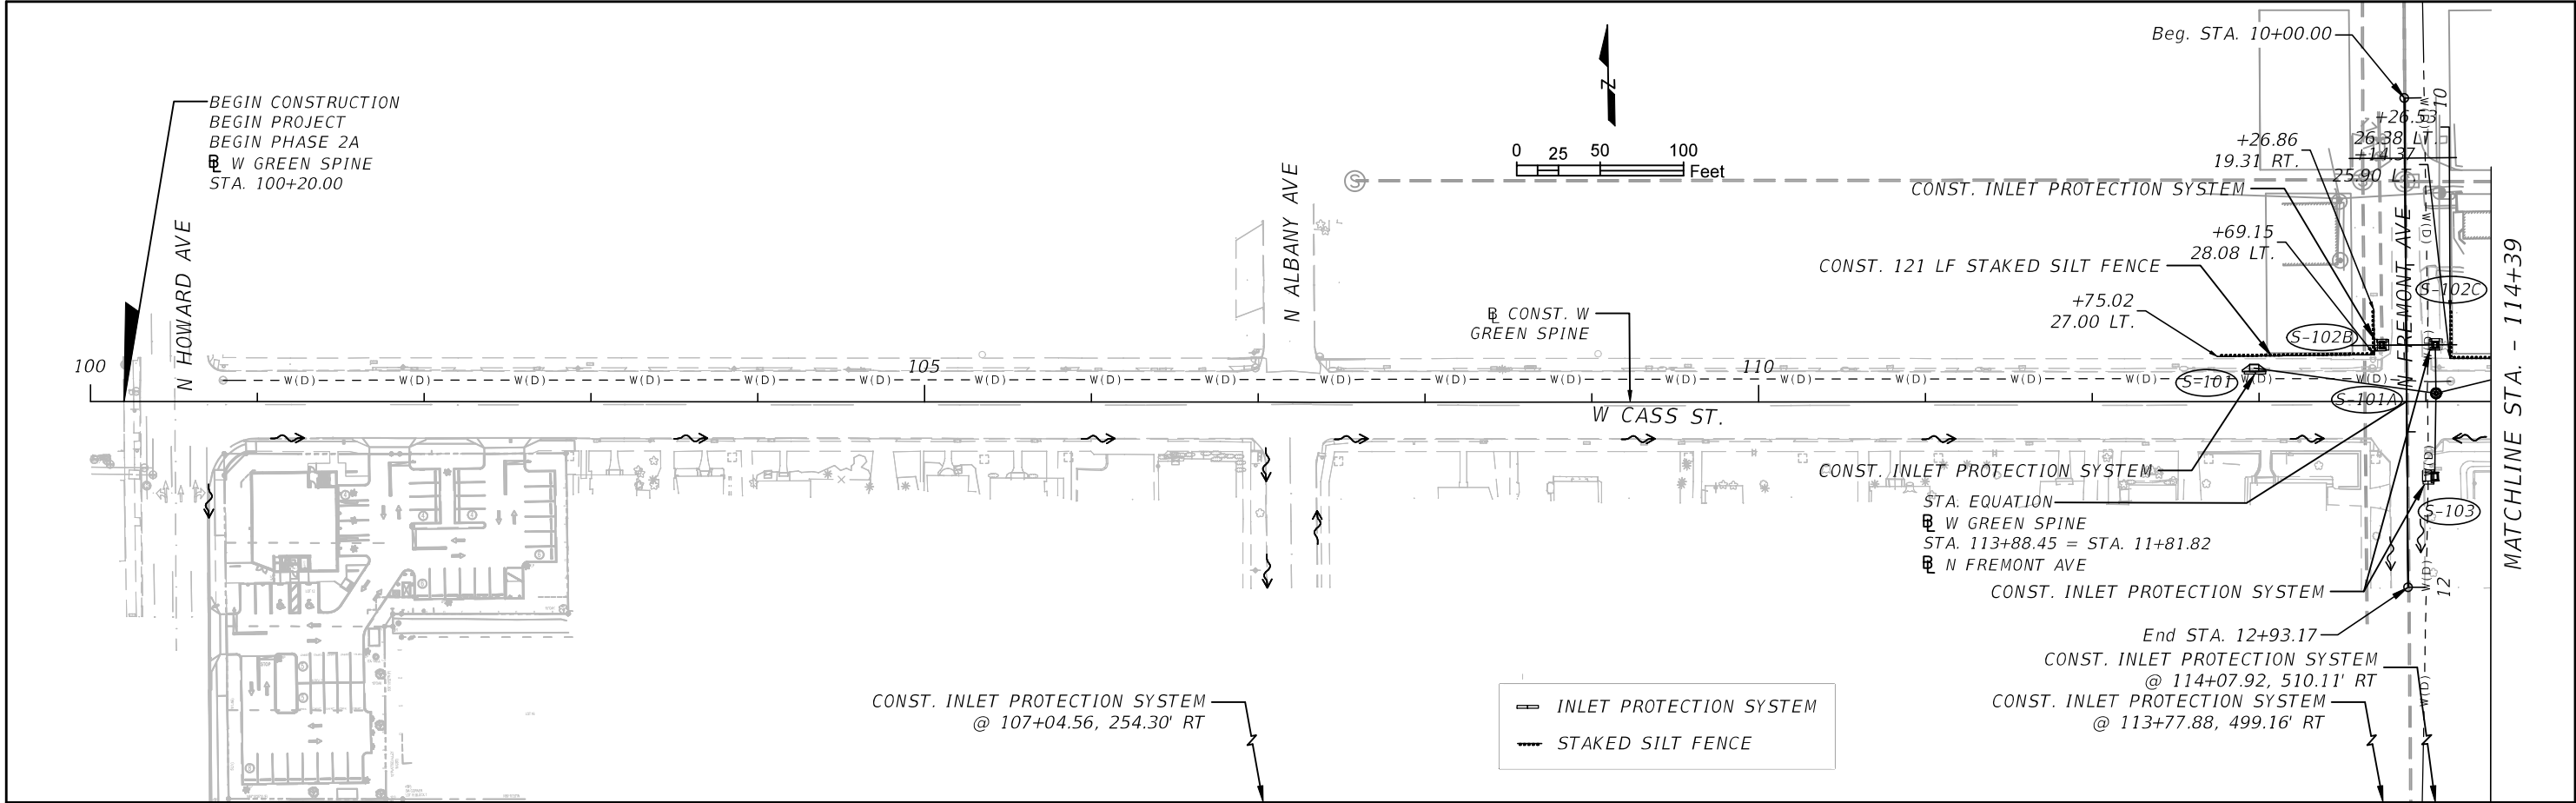 BEGIN CONSTRUCTION
BEGIN PROJECT
BEGIN PHASE 2A
BL W GREEN SPINE
STA. 100+20.00
N HOWARD AVE
N ALBANY AVE
N
0 25 50 100
Feet
S
Beg. STA. 10+00.00
10
+26.53
26.38 LT.
+14.37
25.90 LT.
+26.86
19.31 RT.
CONST. INLET PROTECTION SYSTEM
+69.15
28.08 LT.
CONST. 121 LF STAKED SILT FENCE
+75.02
27.00 LT.
BL CONST. W
GREEN SPINE
N FREMONT AVE
S-102C
S-102B
S-101
S-101A
S-103
MATCHLINE STA. - 114+39
100
105
110
W(D) W(D) W(D) W(D) W(D) W(D) W(D) W(D) W(D) W(D) W(D) W(D) W(D) W(D) W(D) W(D) W(D) W(D) W(D)
W(D)
W(D)
W(D)
W(D)
W(D)
W(D)
W CASS ST.
CONST. INLET PROTECTION SYSTEM
STA. EQUATION
BL W GREEN SPINE
STA. 113+88.45 = STA. 11+81.82
BL N FREMONT AVE
CONST. INLET PROTECTION SYSTEM
12
End STA. 12+93.17
CONST. INLET PROTECTION SYSTEM
@ 114+07.92, 510.11' RT
CONST. INLET PROTECTION SYSTEM
@ 113+77.88, 499.16' RT
CONST. INLET PROTECTION SYSTEM
@ 107+04.56, 254.30' RT
INLET PROTECTION SYSTEM
STAKED SILT FENCE